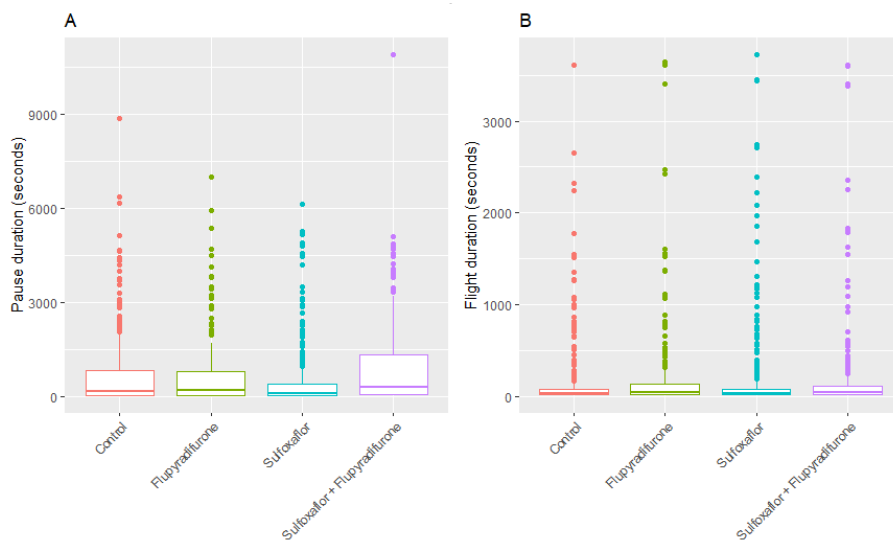 A
Pause duration (seconds)
9000
6000
3000
0
Control
Flupyradifurone
Sulfoxaflor
Sulfoxaflor + Flupyradifurone
B
Flight duration (seconds)
3000
2000
1000
0
Control
Flupyradifurone
Sulfoxaflor
Sulfoxaflor + Flupyradifurone